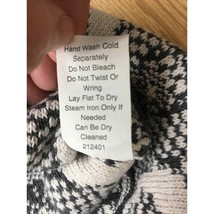 Hand Wash Cold
Separately
Do Not Bleach
Do Not Twist Or
Wring
Lay Flat To Dry
Steam Iron Only If
Needed
Can Be Dry
Cleaned
212401